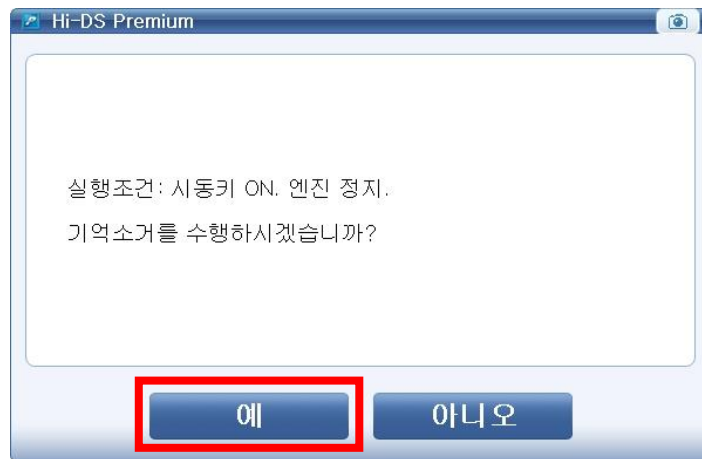 Hi-DS Premium
실행조건: 시동키 ON. 엔진 정지.
기억소거를 수행하시겠습니까?
예
아니오